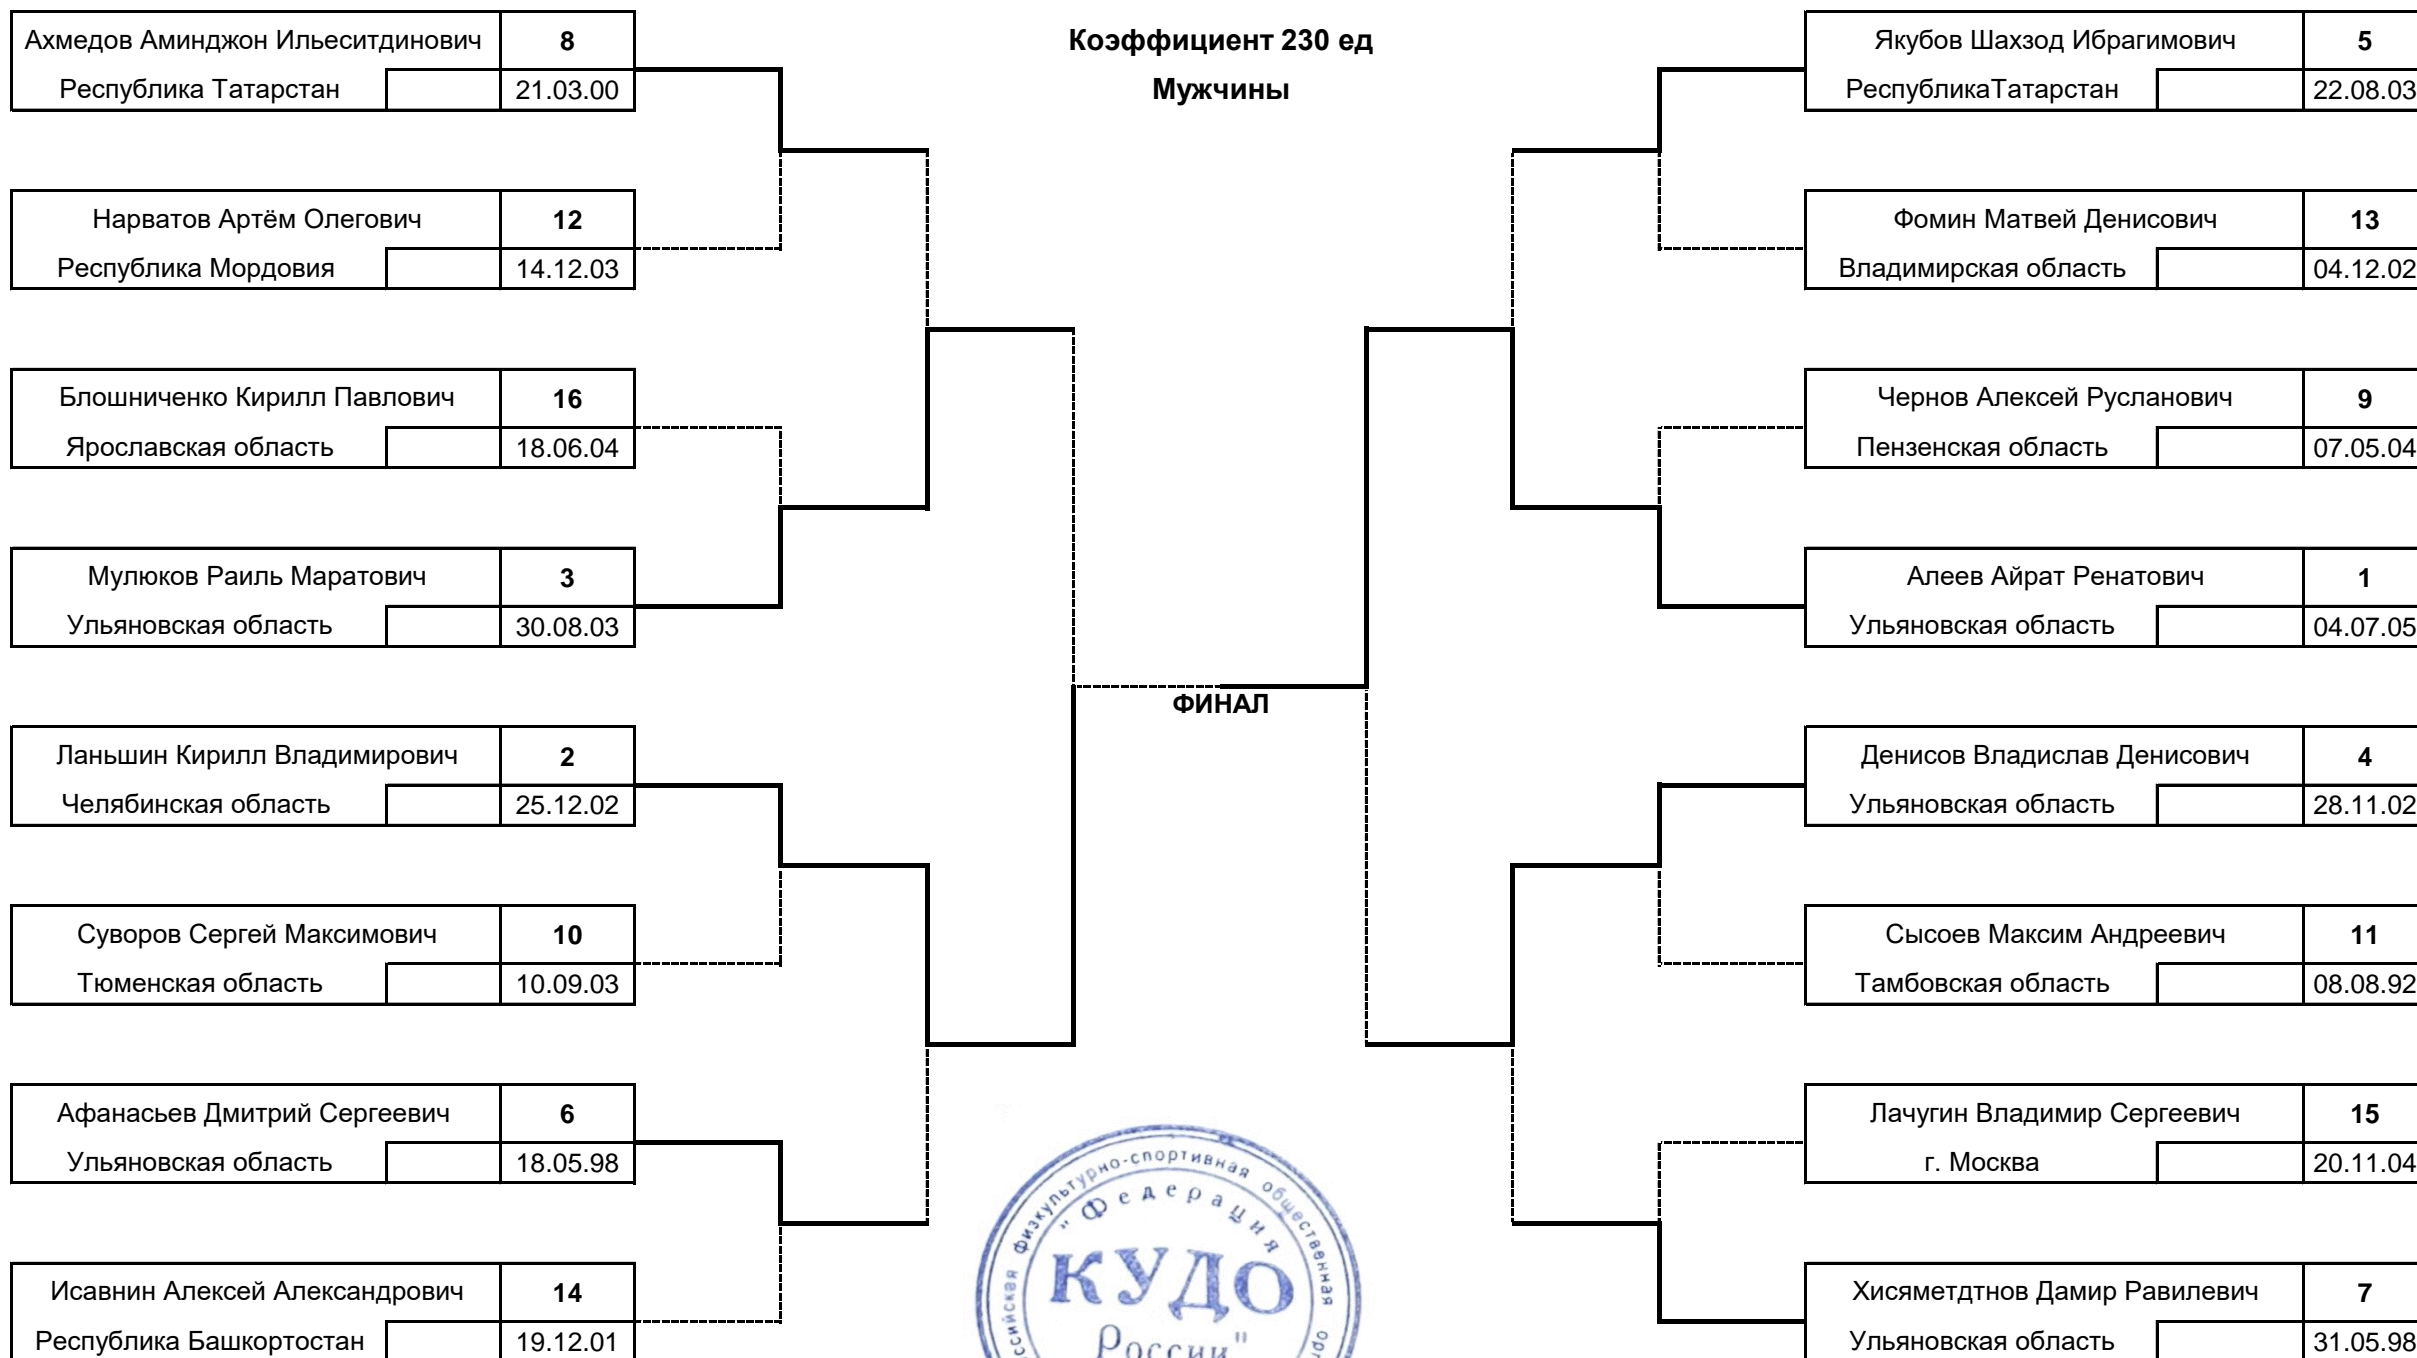 Коэффициент 230 ед
Мужчины
Ахмедов Аминджон Ильеситдинович 8
Республика Татарстан 21.03.00
Нарватов Артём Олегович 12
Республика Мордовия 14.12.03
Блошниченко Кирилл Павлович 16
Ярославская область 18.06.04
Мулюков Раиль Маратович 3
Ульяновская область 30.08.03
Ланьшин Кирилл Владимирович 2
Челябинская область 25.12.02
Суворов Сергей Максимович 10
Тюменская область 10.09.03
Афанасьев Дмитрий Сергеевич 6
Ульяновская область 18.05.98
Исавнин Алексей Александрович 14
Республика Башкортостан 19.12.01
ФИНАЛ
Якубов Шахзод Ибрагимович 5
РеспубликаТатарстан 22.08.03
Фомин Матвей Денисович 13
Владимирская область 04.12.02
Чернов Алексей Русланович 9
Пензенская область 07.05.04
Алеев Айрат Ренатович 1
Ульяновская область 04.07.05
Денисов Владислав Денисович 4
Ульяновская область 28.11.02
Сысоев Максим Андреевич 11
Тамбовская область 08.08.92
Лачугин Владимир Сергеевич 15
г. Москва 20.11.04
Хисяметдтнов Дамир Равилевич 7
Ульяновская область 31.05.98
физкультурно-спортивная общественная
"Федерация
КУДО
России"